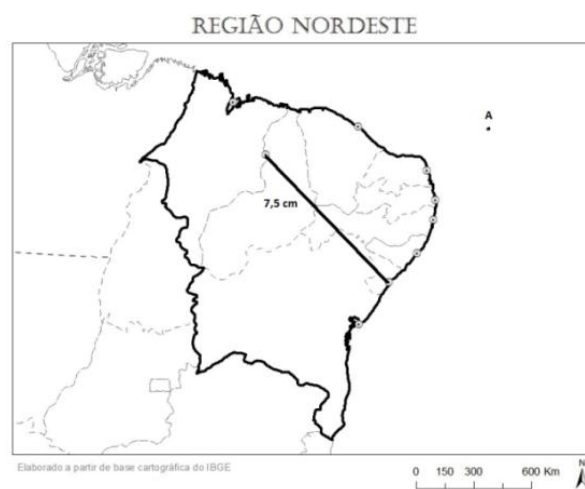 REGIÃO NORDESTE
A
7,5 cm
Elaborado a partir de base cartográfica do IBGE
0 150 300 600 Km
N